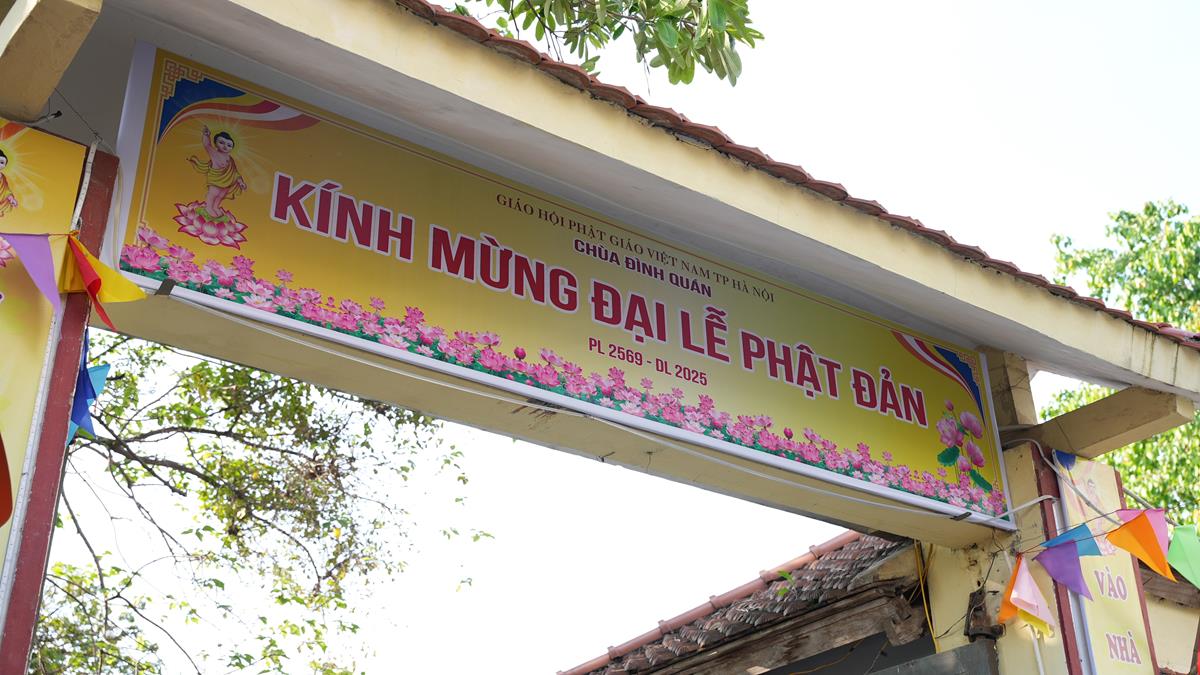 GIÁO HỘI PHẬT GIÁO VIỆT NAM TP HÀ NỘI
CHÙA ĐÌNH QUÁN
KÍNH MỪNG ĐẠI LỄ PHẬT ĐẢN
PL 2569 - DL 2025
VÀO
NHÀ